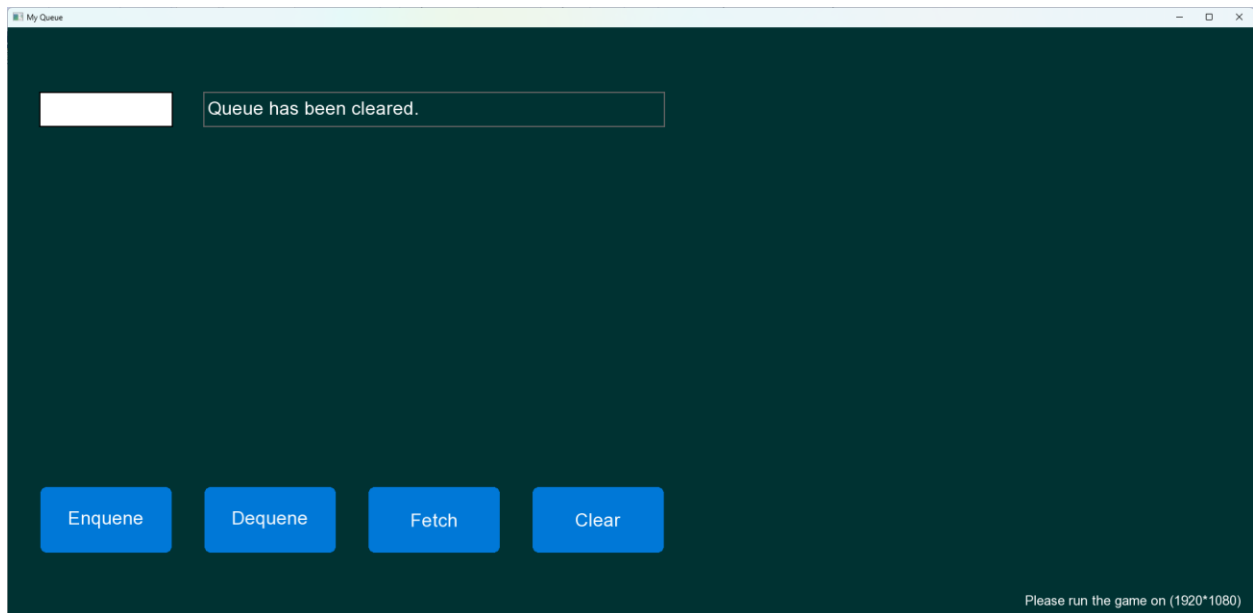 My Queue
Queue has been cleared.
Enquene
Dequene
Fetch
Clear
Please run the game on (1920*1080)